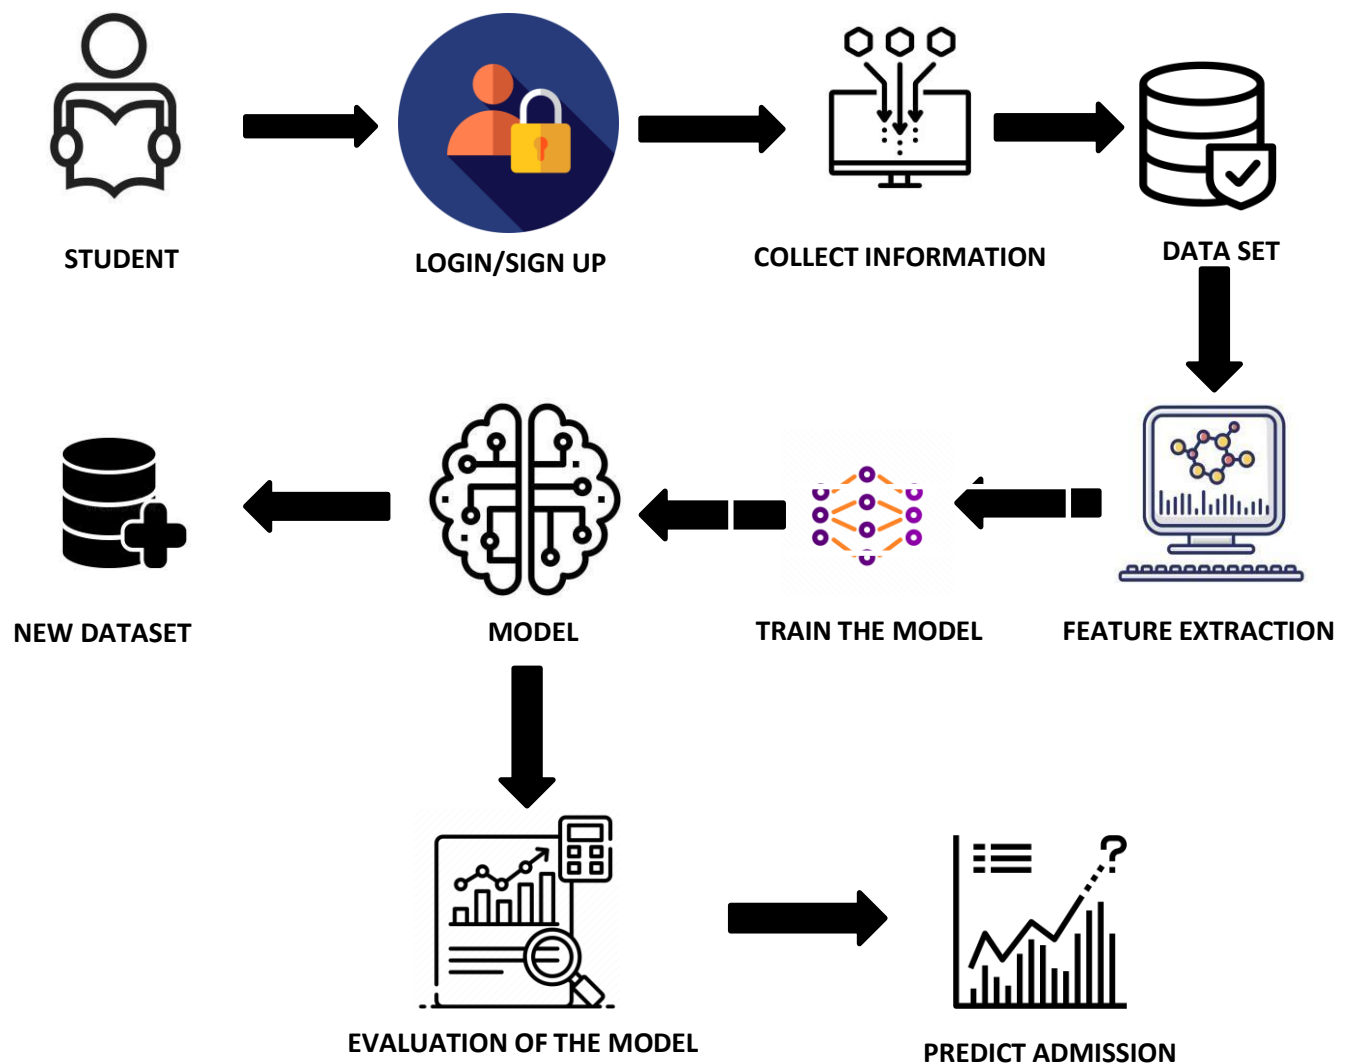 STUDENT
LOGIN/SIGN UP
COLLECT INFORMATION
DATA SET
NEW DATASET
MODEL
TRAIN THE MODEL
FEATURE EXTRACTION
?
EVALUATION OF THE MODEL
PREDICT ADMISSION